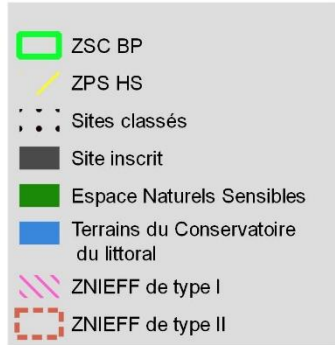 ZSC BP
ZPS HS
Sites classés
Site inscrit
Espace Naturels Sensibles
Terrains du Conservatoire
du littoral
ZNIEFF de type I
ZNIEFF de type II